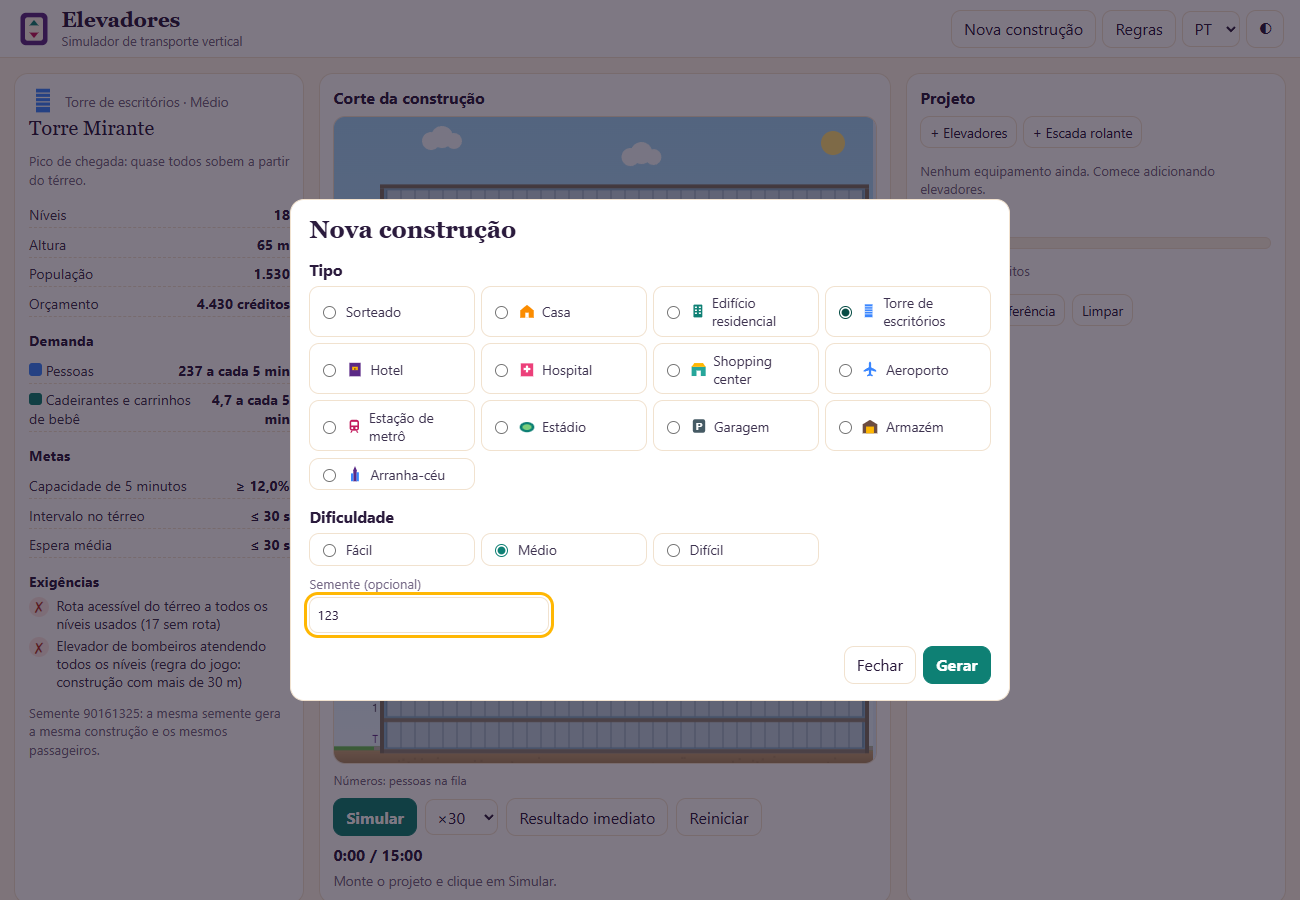 Elevadores
Simulador de transporte vertical
Nova construção
Regras
PT
Torre de escritórios · Médio
Torre Mirante
Pico de chegada: quase todos sobem a partir
do térreo.
Níveis 18
Altura 65 m
População 1.530
Orçamento 4.430 créditos
Demanda
Pessoas 237 a cada 5 min
Cadeirantes e carrinhos 4,7 a cada 5
de bebê min
Metas
Capacidade de 5 minutos ≥ 12,0%
Intervalo no térreo ≤ 30 s
Espera média ≤ 30 s
Exigências
✗ Rota acessível do térreo a todos os
níveis usados (17 sem rota)
✗ Elevador de bombeiros atendendo
todos os níveis (regra do jogo:
construção com mais de 30 m)
Semente 90161325: a mesma semente gera
a mesma construção e os mesmos
passageiros.
Corte da construção
Nova construção
Tipo
Sorteado
Casa
Edifício
residencial
Torre de
escritórios
Hotel
Hospital
Shopping
center
Aeroporto
Estação de
metrô
Estádio
P Garagem
Armazém
Arranha-céu
Dificuldade
Fácil
Médio
Difícil
Semente (opcional)
123
Fechar
Gerar
1
T
Números: pessoas na fila
Simular
×30
Resultado imediato
Reiniciar
0:00 / 15:00
Monte o projeto e clique em Simular.
Projeto
+ Elevadores
+ Escada rolante
Nenhum equipamento ainda. Comece adicionando
elevadores.
Limpar